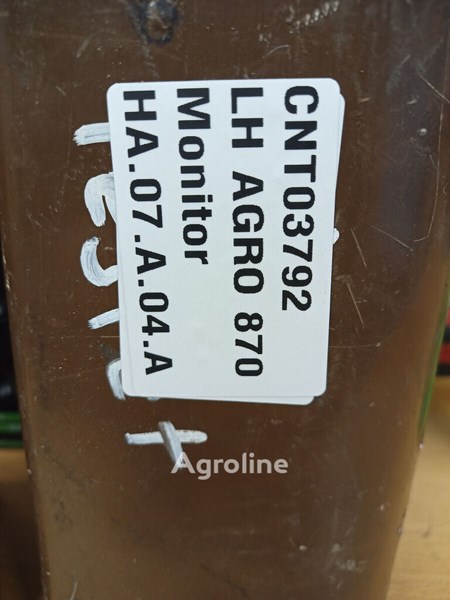 CNT03792
LH AGRO 870
Monitor
HA.07.A.04.A
Agroline